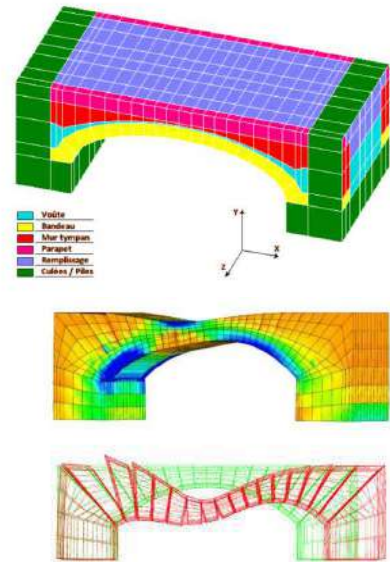 Voûte
Bandeau
Mur tympan
Parapet
Remplissage
Culées / Piles
Y
X
Z